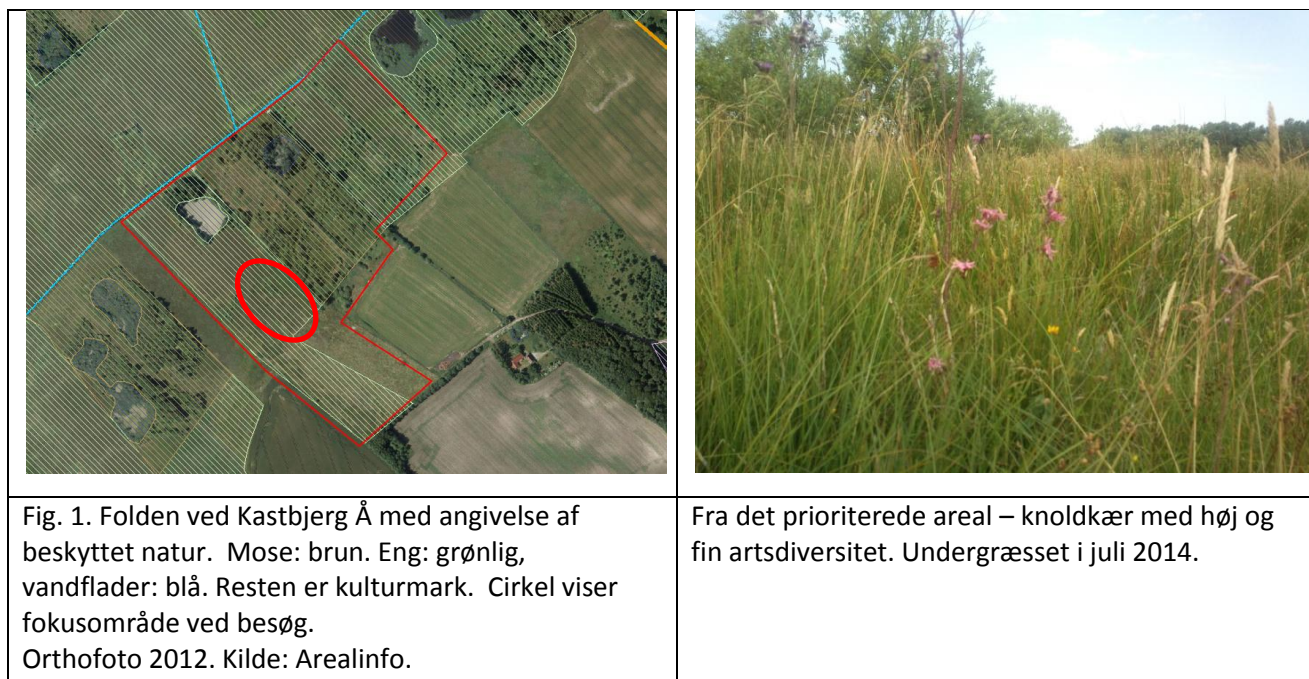 Fig. 1. Folden ved Kastbjerg Å med angivelse af
beskyttet natur.  Mose: brun. Eng: grønlig,
vandflader: blå. Resten er kulturmark.  Cirkel viser
fokusområde ved besøg.
Orthofoto 2012. Kilde: Arealinfo.
Fra det prioriterede areal – knoldkær med høj og
fin artsdiversitet. Undergræsset i juli 2014.